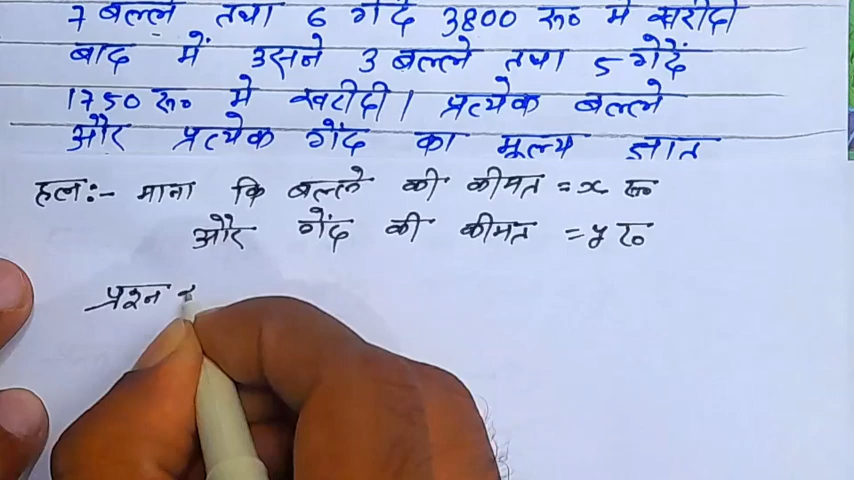 7 बल्ले तथा 6 गेंदें 3800 रू० में खरीदी
बाद में उसने 3 बल्ले तथा 5 गेंदें
1750 रू० में खरीदी। प्रत्येक बल्ले
और प्रत्येक गेंद का मूल्य ज्ञात
हल:- माना कि बल्ले की कीमत = x रू०
और गेंद की कीमत = y रु०
प्रश्न